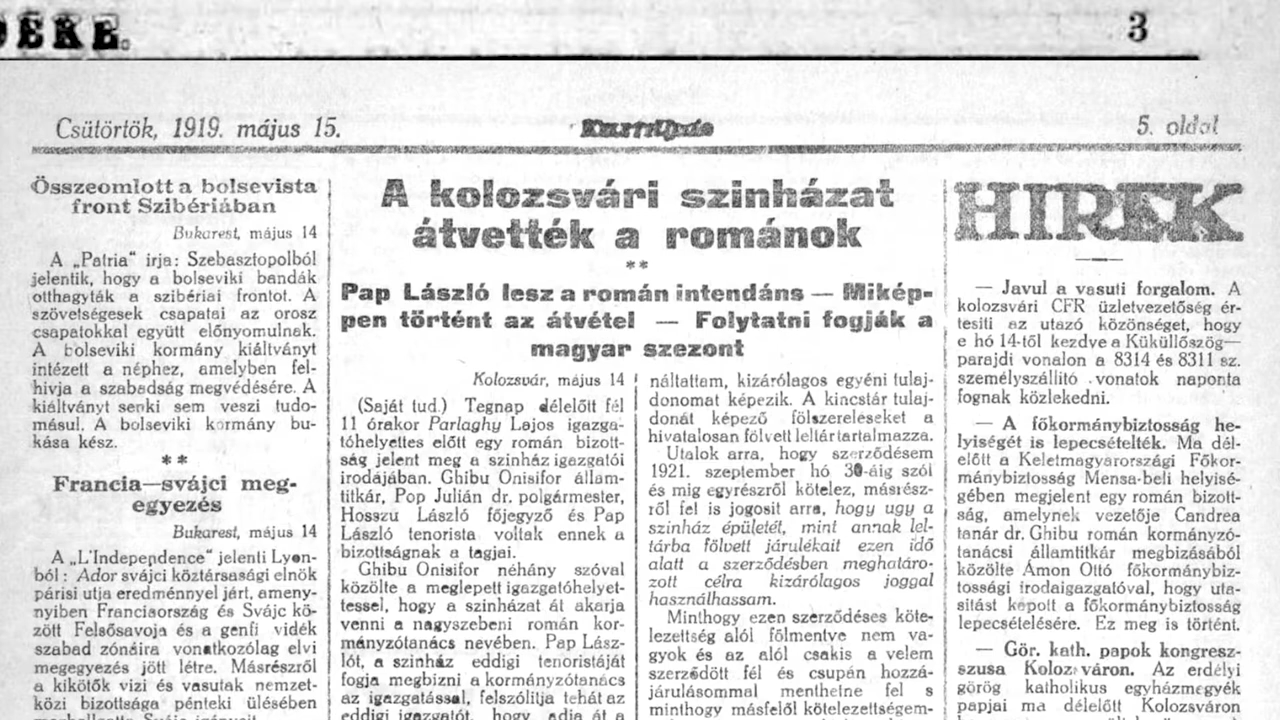 3
Csütörtök, 1919. május 15.
5. oldal
Összeomlott a bolsevista
front Szibériában
Bukarest, május 14
A „Patria“ irja: Szebasztopolból
jelentik, hogy a bolseviki bandák
otthagyták a szibériai frontot. A
szövetségesek csapatai az orosz
csapatokkal együtt előnyomulnak.
A bolseviki kormány kiáltványt
intézett a néphez, amelyben fel-
hivja a szabadság megvédésére. A
kiáltványt senki sem veszi tudo-
másul. A bolseviki kormány bu-
kása kész.
* *
Francia—svájci meg-
egyezés
Bukarest, május 14
A „L'Independence“ jelenti Lyon-
ból: Ador svájci köztársasági elnök
párisi utja eredménnyel járt, ameny-
nyiben Franciaország és Svájc kö-
zött Felsősavoja és a genfi vidék
szabad zónáira vonatkozólag elvi
megegyezés jött létre. Másrészről
a kikötők vizi és vasutak nemzet-
közi bizottsága pénteki ülésében
A kolozsvári szinházat
átvették a románok
* *
Pap László lesz a román intendáns — Mikép-
pen történt az átvétel — Folytatni fogják a
magyar szezont
Kolozsvár, május 14
(Saját tud.) Tegnap délelőtt fél
11 órakor Parlaghy Lajos igazga-
tóhelyettes előtt egy román bizott-
ság jelent meg a szinház igazgatói
irodájában. Ghibu Onisifor állam-
titkár, Pop Julián dr. polgármester,
Hosszu László főjegyző és Pap
László tenorista voltak ennek a
bizottságnak a tagjai.
Ghibu Onisifor néhány szóval
közölte a meglepett igazgatóhelyet-
tessel, hogy a szinházat át akarja
venni a nagyszebeni román kor-
mányzótanács nevében. Pap Lász-
lót, a szinház eddigi tenoristáját
fogja megbizni a kormányzótanács
az igazgatással, felszólitja tehát az
eddigi igazgatót, hogy adja át a
náltattam, kizárólagos egyéni tulaj-
donomat képezik. A kincstár tulaj-
donát képező fölszereléseket a
hivatalosan fölvett leltár tartalmazza.
Utalok arra, hogy szerződésem
1921. szeptember hó 30-áig szól
és mig egyrészről kötelez, másrész-
ről fel is jogosit arra, hogy ugy a
szinház épületét, mint annak lel-
tárba fölvett járulékait ezen idő
alatt a szerződésben meghatáro-
zott célra kizárólagos joggal
használhassam.
Minthogy ezen szerződéses köte-
lezettség alól fölmentve nem va-
gyok és az alól csakis a velem
szerződött fél és csupán hozzá-
járulásommal menthetne fel s
minthogy másfelől kötelezettségem-
HIREK
— Javul a vasuti forgalom. A
kolozsvári CFR üzletvezetőség ér-
tesiti az utazó közönséget, hogy
e hó 14-től kezdve a Küküllőszög—
parajdi vonalon a 8314 és 8311 sz.
személyszállitó vonatok naponta
fognak közlekedni.
— A főkormánybiztosság he-
lyiségét is lepecsételték. Ma dél-
előtt a Keletmagyarországi Főkor-
mánybiztosság Mensa-beli helyisé-
gében megjelent egy román bizott-
ság, amelynek vezetője Candrea
tanár dr. Ghibu román kormányzó-
tanácsi államtitkár megbizásából
közölte Ámon Ottó főkormánybiz-
tossági irodaigazgatóval, hogy uta-
sitást kapott a főkormánybiztosság
lepecsételésére. Ez meg is történt.
— Gör. kath. papok kongresz-
szusa Kolozsváron. Az erdélyi
görög katholikus egyházmegyék
papjai ma délelőtt Kolozsváron